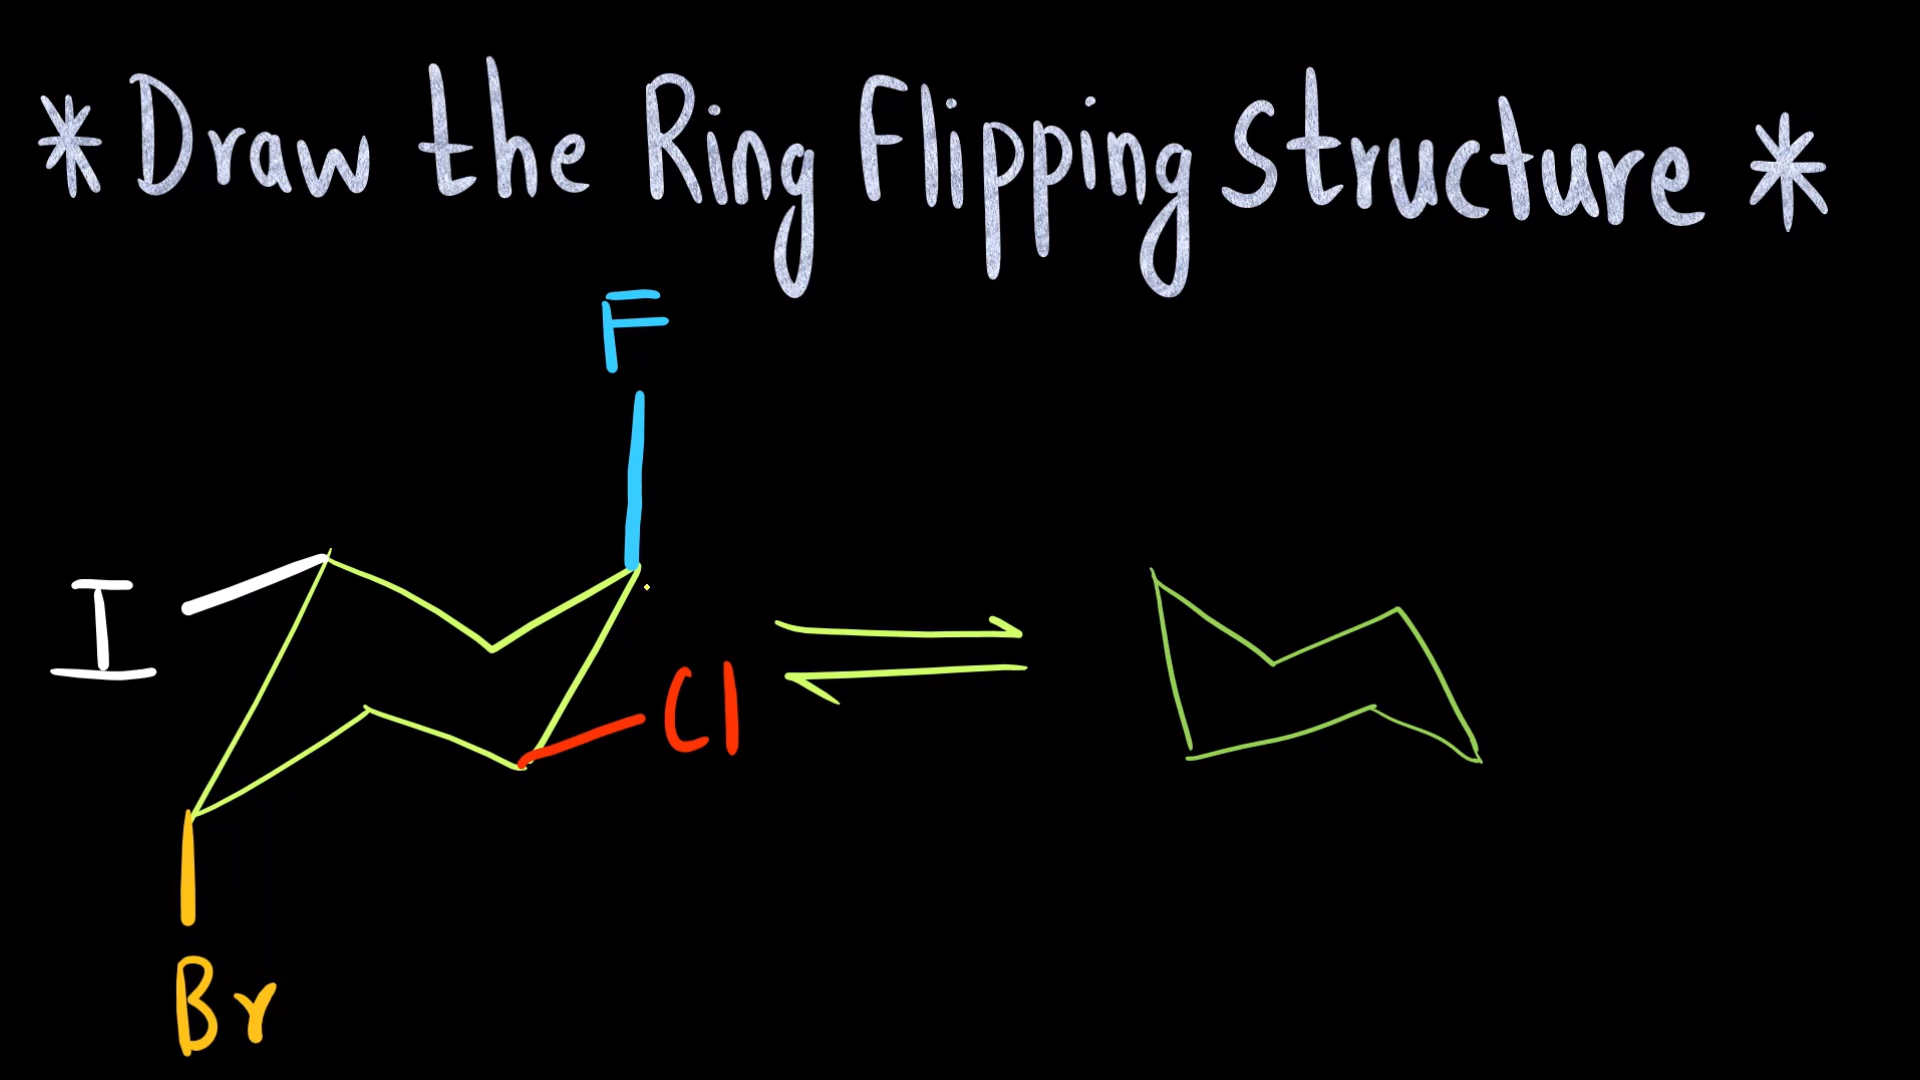 * Draw the Ring Flipping Structure *
F
I
Cl
Br